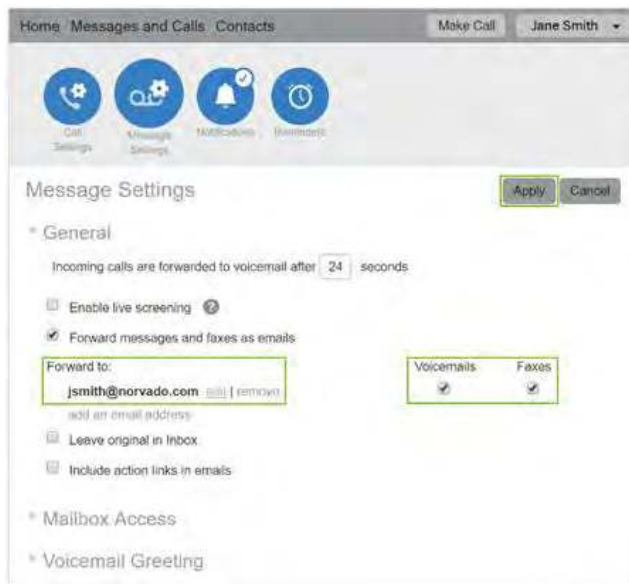 Home Messages and Calls Contacts Make Call Jane Smith
Call Settings Message Settings Notifications Reminders
Message Settings Apply Cancel
General
Incoming calls are forwarded to voicemail after 24 seconds
Enable live screening ?
Forward messages and faxes as emails
Forward to: Voicemails Faxes
jsmith@norvado.com edit | remove
add an email address
Leave original in Inbox
Include action links in emails
Mailbox Access
Voicemail Greeting